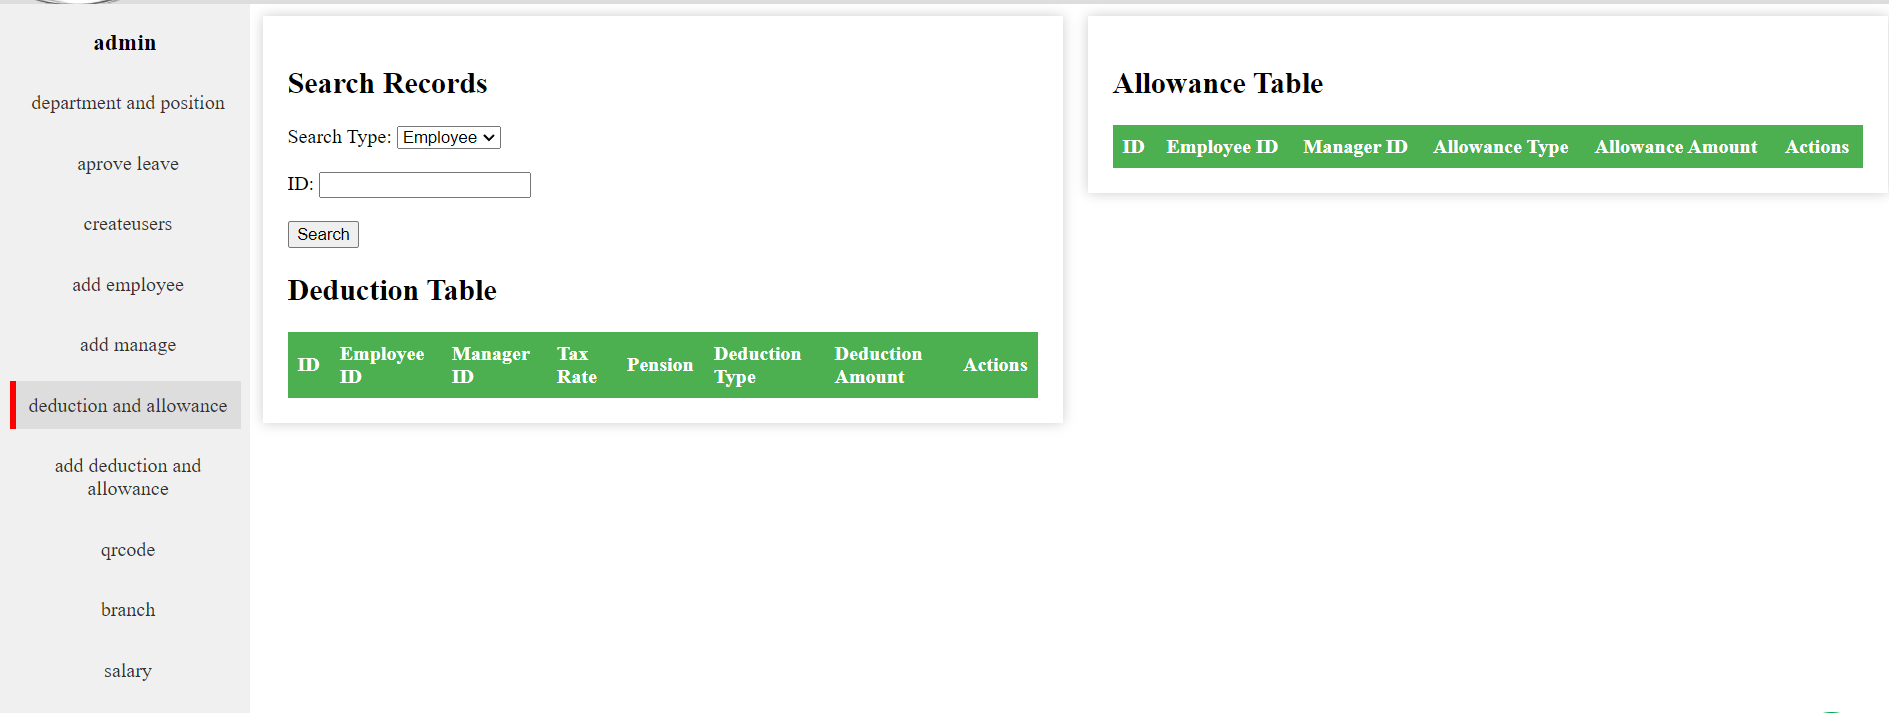 admin
department and position
aprove leave
createusers
add employee
add manage
deduction and allowance
add deduction and
allowance
qrcode
branch
salary
Search Records
Search Type: Employee
ID:
Search
Deduction Table
ID Employee ID Manager ID Tax Rate Pension Deduction Type Deduction Amount Actions
Allowance Table
ID Employee ID Manager ID Allowance Type Allowance Amount Actions